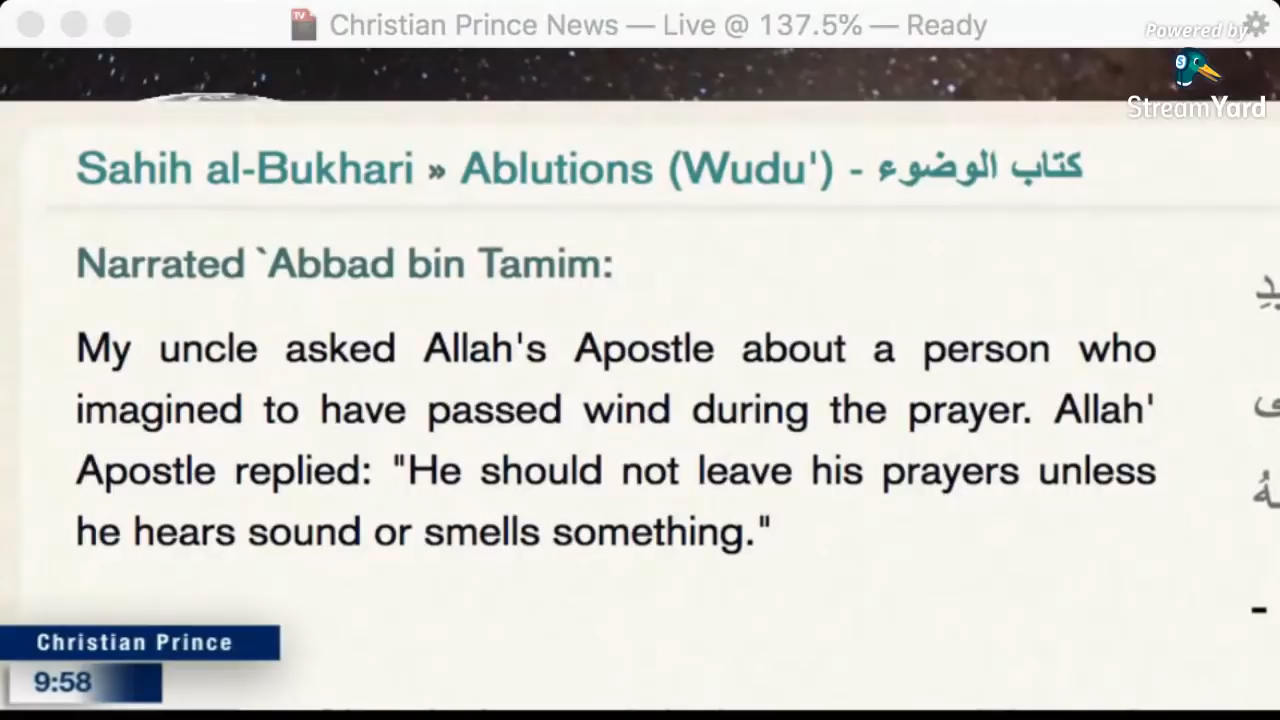 Christian Prince News — Live @ 137.5% — Ready
Powered by
StreamYard
Sahih al-Bukhari » Ablutions (Wudu') - كتاب الوضوء
Narrated `Abbad bin Tamim:
My uncle asked Allah's Apostle about a person who
imagined to have passed wind during the prayer. Allah'
Apostle replied: "He should not leave his prayers unless
he hears sound or smells something."
Christian Prince
9:58